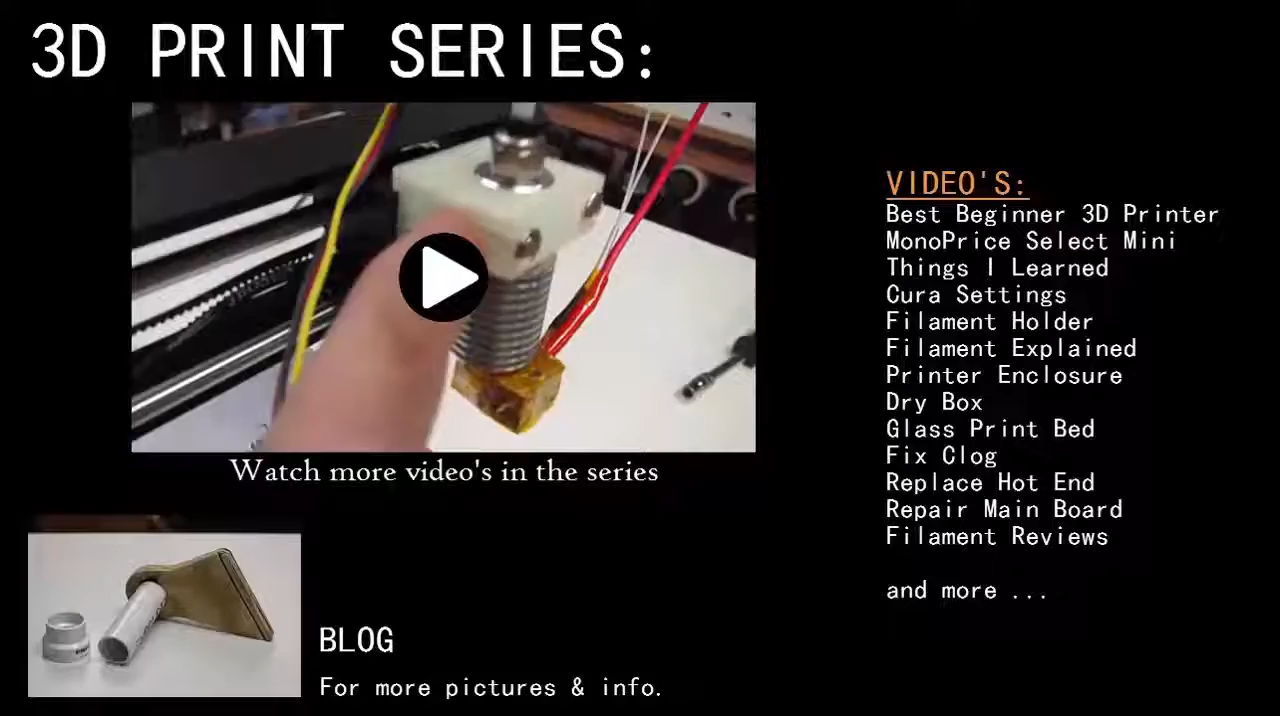 3D PRINT SERIES:
Watch more video's in the series
VIDEO'S:
Best Beginner 3D Printer
MonoPrice Select Mini
Things I Learned
Cura Settings
Filament Holder
Filament Explained
Printer Enclosure
Dry Box
Glass Print Bed
Fix Clog
Replace Hot End
Repair Main Board
Filament Reviews
and more ...
BLOG
For more pictures & info.